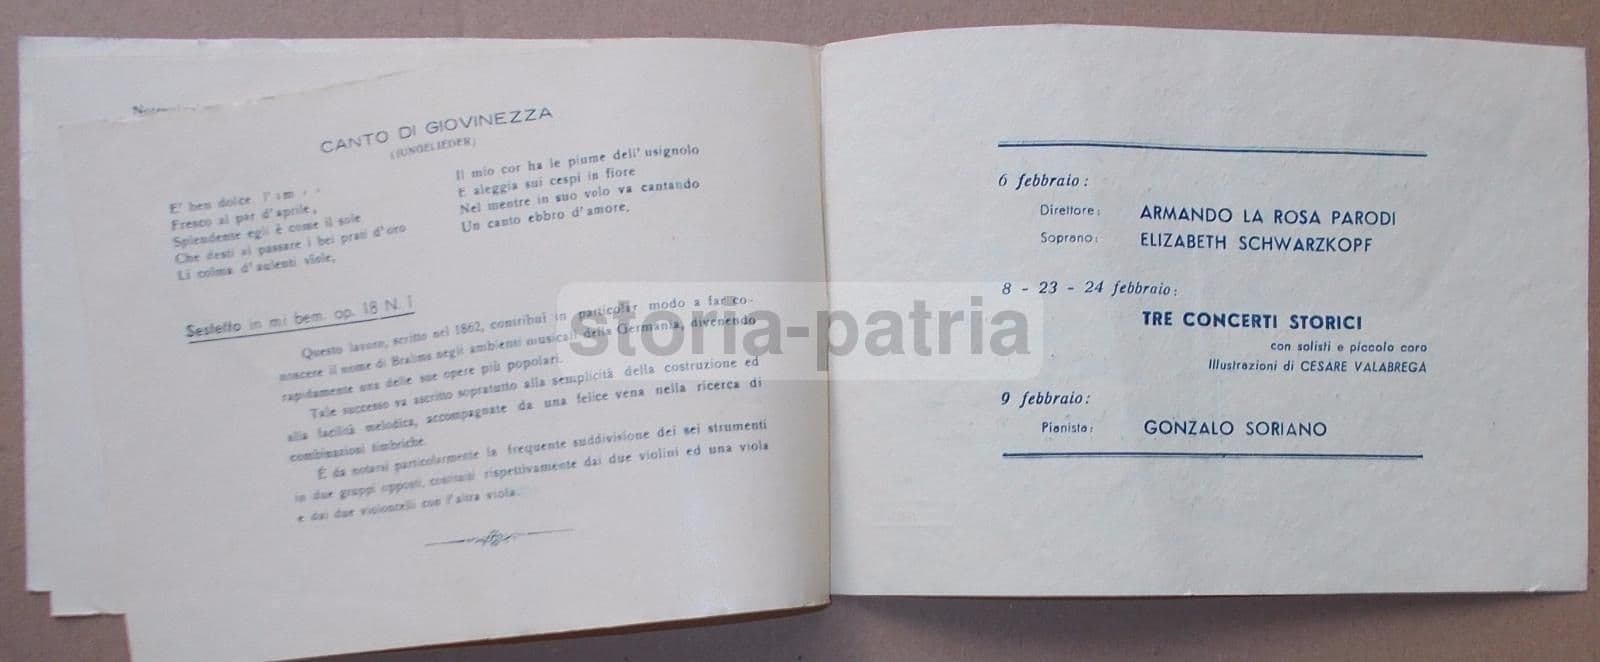 CANTO DI GIOVINEZZA
(JUNGELIEDER)
E' ben dolce l'am
Fresco al par d'aprile,
Splendente egli è come il sole
Che desti al passare i bei prati d'oro
Li colma d'aulenti viole,
Il mio cor ha le piume dell' usignolo
E aleggia sui cespi in fiore
Nel mentre in suo volo va cantando
Un canto ebbro d'amore.
Sestetto in mi bem. op. 18 N. 1
Questo lavoro, scritto nel 1862, contribuì in particolar modo a far co-
noscere il nome di Brahms negli ambienti musicali della Germania, divenendo
rapidamente una delle sue opere più popolari.
Tale successo va ascritto sopratutto alla semplicità della costruzione ed
alla facilità melodica, accompagnate da una felice vena nella ricerca di
combinazioni timbriche.
È da notarsi particolarmente la frequente suddivisione dei sei strumenti
in due gruppi opposti, costituiti rispettivamente dai due violini ed una viola
e dai due violoncelli con l'altra viola.
storia-patria
6 febbraio:
Direttore: ARMANDO LA ROSA PARODI
Soprano: ELIZABETH SCHWARZKOPF
8 - 23 - 24 febbraio:
TRE CONCERTI STORICI
con solisti e piccolo coro
Illustrazioni di CESARE VALABREGA
9 febbraio:
Pianista: GONZALO SORIANO